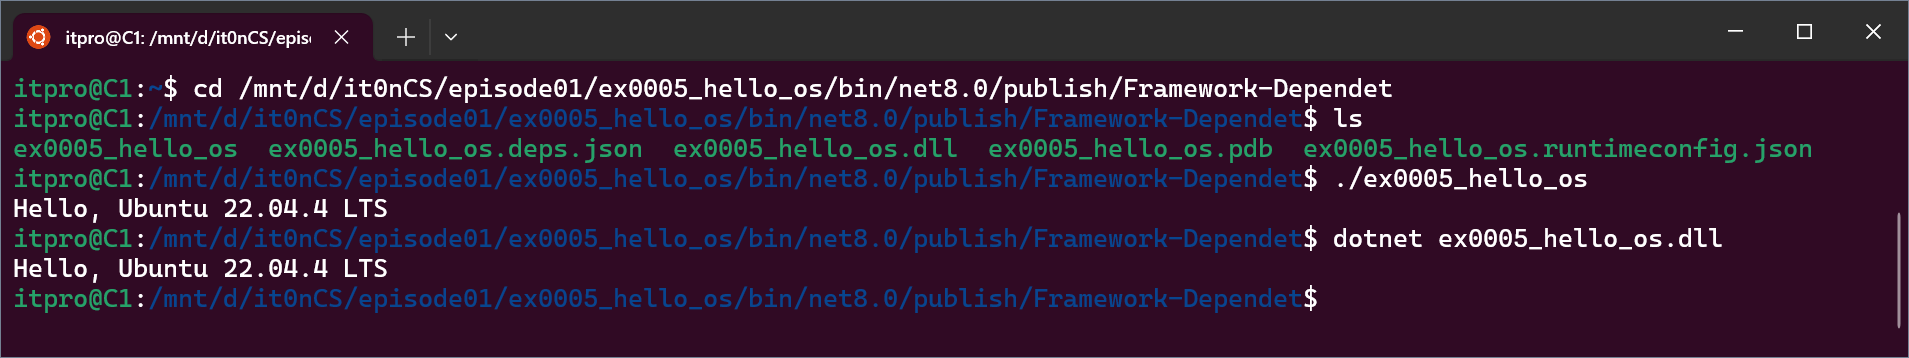 itpro@C1: /mnt/d/it0nCS/epis
itpro@C1:~$ cd /mnt/d/it0nCS/episode01/ex0005_hello_os/bin/net8.0/publish/Framework-Dependet
itpro@C1:/mnt/d/it0nCS/episode01/ex0005_hello_os/bin/net8.0/publish/Framework-Dependet$ ls
ex0005_hello_os  ex0005_hello_os.deps.json  ex0005_hello_os.dll  ex0005_hello_os.pdb  ex0005_hello_os.runtimeconfig.json
itpro@C1:/mnt/d/it0nCS/episode01/ex0005_hello_os/bin/net8.0/publish/Framework-Dependet$ ./ex0005_hello_os
Hello, Ubuntu 22.04.4 LTS
itpro@C1:/mnt/d/it0nCS/episode01/ex0005_hello_os/bin/net8.0/publish/Framework-Dependet$ dotnet ex0005_hello_os.dll
Hello, Ubuntu 22.04.4 LTS
itpro@C1:/mnt/d/it0nCS/episode01/ex0005_hello_os/bin/net8.0/publish/Framework-Dependet$